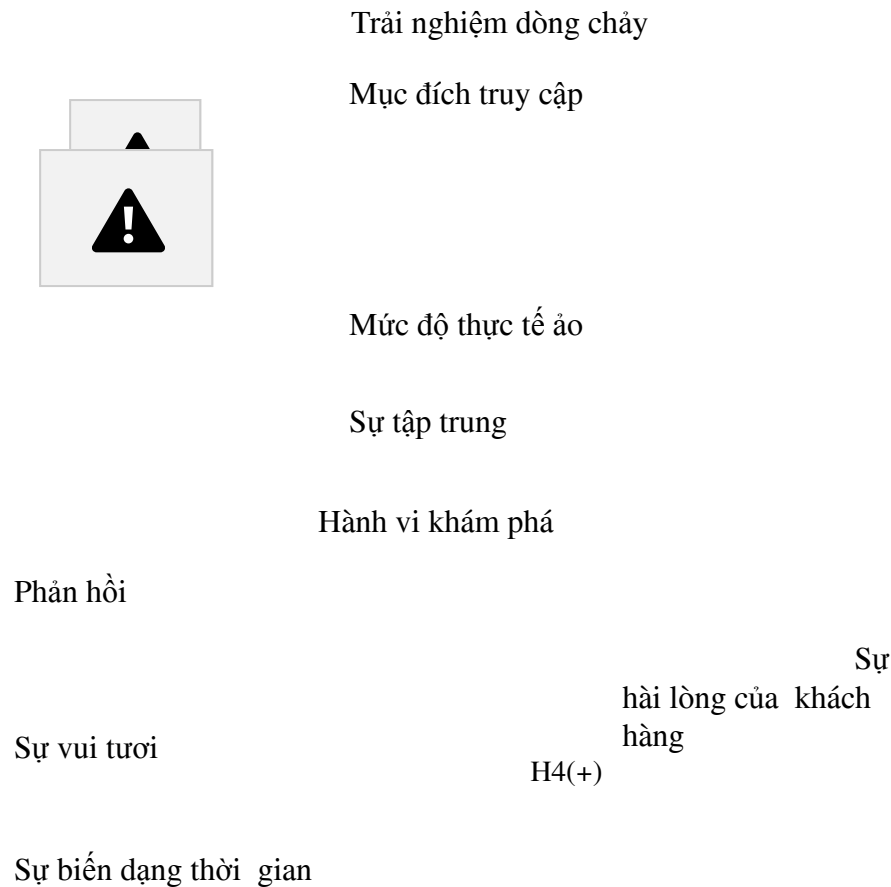 Trải nghiệm dòng chảy
Mục đích truy cập
Mức độ thực tế ảo
Sự tập trung
Hành vi khám phá
Phản hồi
Sự
hài lòng của khách
hàng
Sự vui tươi
H4(+)
Sự biến dạng thời gian